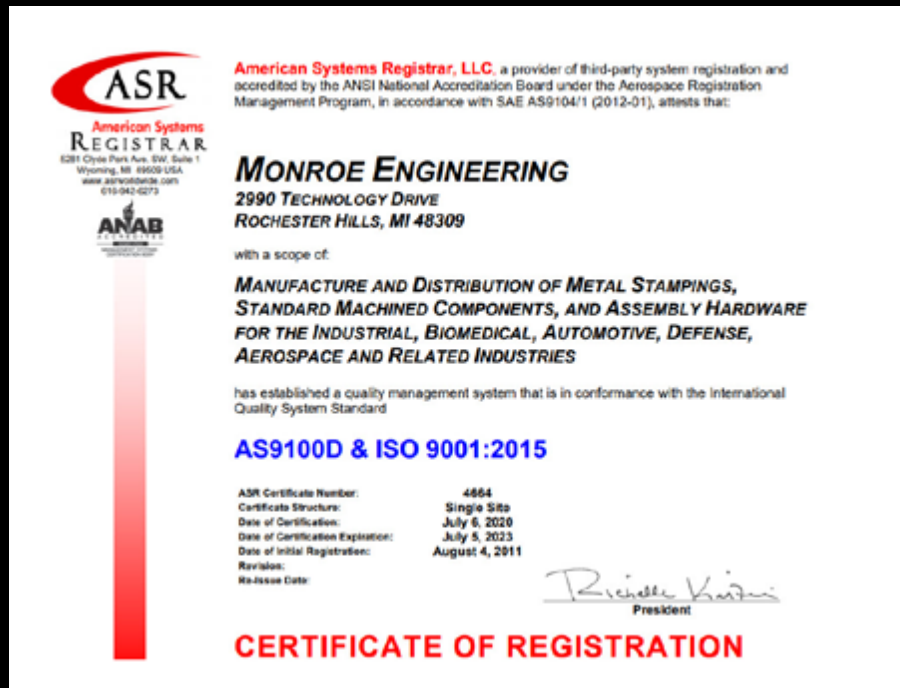 ASR
American Systems
REGISTRAR
5281 Clyde Park Ave. SW, Suite 1
Wyoming, MI 49509 USA
www.asrworldwide.com
616-942-6273
ANAB
ACCREDITED
American Systems Registrar, LLC, a provider of third-party system registration and
accredited by the ANSI National Accreditation Board under the Aerospace Registration
Management Program, in accordance with SAE AS9104/1 (2012-01), attests that:
MONROE ENGINEERING
2990 TECHNOLOGY DRIVE
ROCHESTER HILLS, MI 48309
with a scope of:
MANUFACTURE AND DISTRIBUTION OF METAL STAMPINGS,
STANDARD MACHINED COMPONENTS, AND ASSEMBLY HARDWARE
FOR THE INDUSTRIAL, BIOMEDICAL, AUTOMOTIVE, DEFENSE,
AEROSPACE AND RELATED INDUSTRIES
has established a quality management system that is in conformance with the International
Quality System Standard
AS9100D & ISO 9001:2015
ASR Certificate Number: 4664
Certificate Structure: Single Site
Date of Certification: July 6, 2020
Date of Certification Expiration: July 5, 2023
Date of Initial Registration: August 4, 2011
Revision:
Re-Issue Date:
President
CERTIFICATE OF REGISTRATION